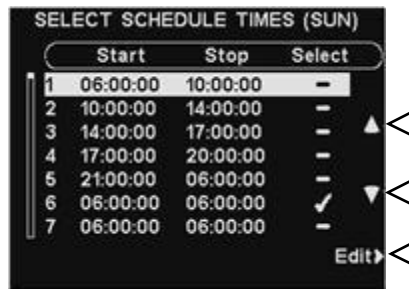 SELECT SCHEDULE TIMES (SUN)
Start Stop Select
1 06:00:00 10:00:00 –
2 10:00:00 14:00:00 –
3 14:00:00 17:00:00 –
4 17:00:00 20:00:00 –
5 21:00:00 06:00:00 –
6 06:00:00 06:00:00 ✓
7 06:00:00 06:00:00 –
Edit